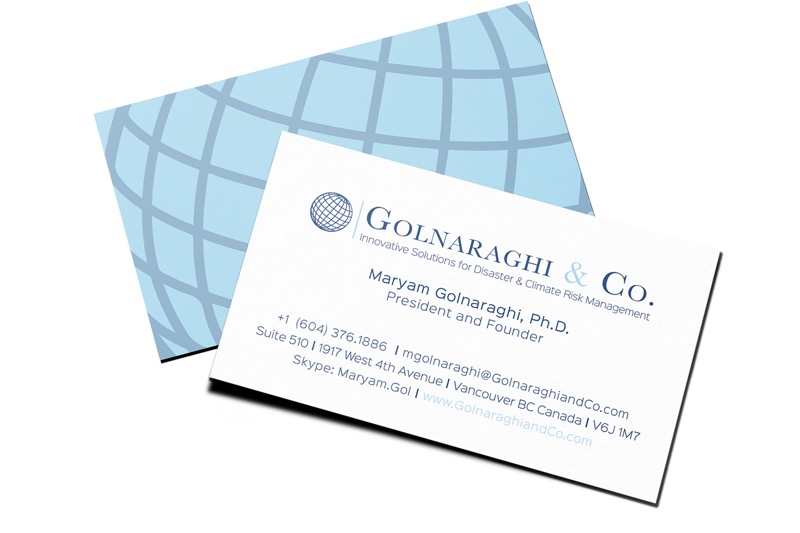 GOLNARAGHI & CO.
Innovative Solutions for Disaster & Climate Risk Management
Maryam Golnaraghi, Ph.D.
President and Founder
+1 (604) 376.1886 | mgolnaraghi@GolnaraghiandCo.com
Suite 510 | 1917 West 4th Avenue | Vancouver BC Canada | V6J 1M7
Skype: Maryam.Gol | www.GolnaraghiandCo.com